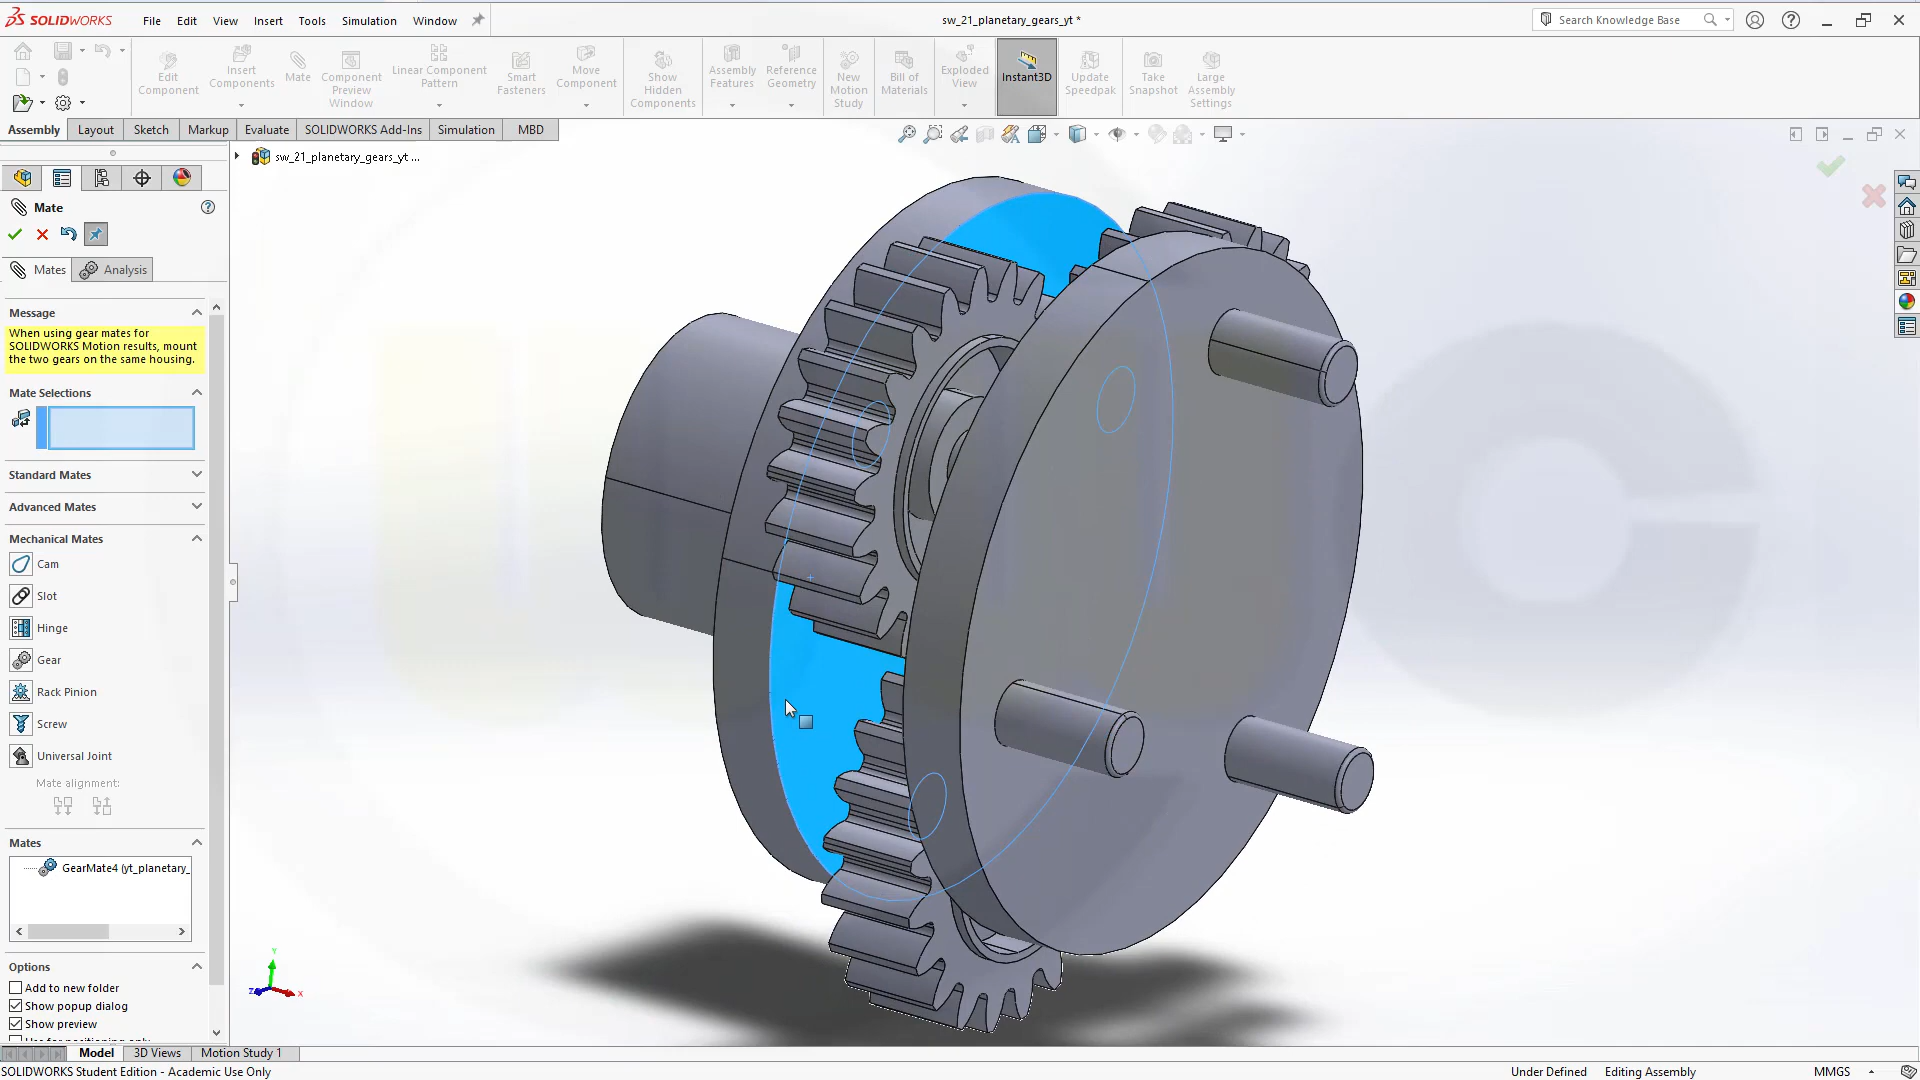 SOLIDWORKS
File Edit View Insert Tools Simulation Window
sw_21_planetary_gears_yt *
Search Knowledge Base
Edit Component
Insert Components
Mate
Component Preview Window
Linear Component Pattern
Smart Fasteners
Move Component
Show Hidden Components
Assembly Features
Reference Geometry
New Motion Study
Bill of Materials
Exploded View
Instant3D
Update Speedpak
Take Snapshot
Large Assembly Settings
Assembly Layout Sketch Markup Evaluate SOLIDWORKS Add-Ins Simulation MBD
sw_21_planetary_gears_yt ...
Mate
Mates Analysis
Message
When using gear mates for
SOLIDWORKS Motion results, mount
the two gears on the same housing.
Mate Selections
Standard Mates
Advanced Mates
Mechanical Mates
Cam
Slot
Hinge
Gear
Rack Pinion
Screw
Universal Joint
Mate alignment:
Mates
GearMate4 (yt_planetary_
Options
Add to new folder
Show popup dialog
Show preview
Y
Z
X
Model 3D Views Motion Study 1
SOLIDWORKS Student Edition - Academic Use Only
Under Defined Editing Assembly MMGS